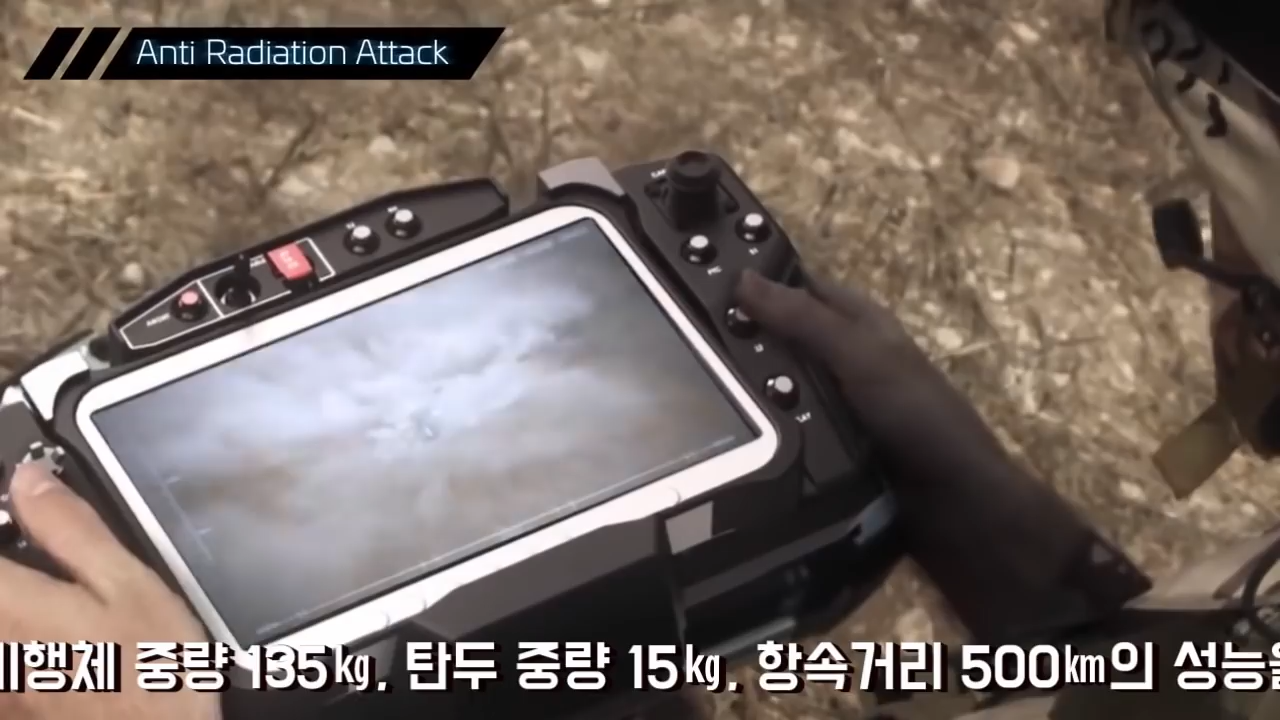 Anti Radiation Attack
비행체 중량 135㎏, 탄두 중량 15㎏, 항속거리 500㎞의 성능을